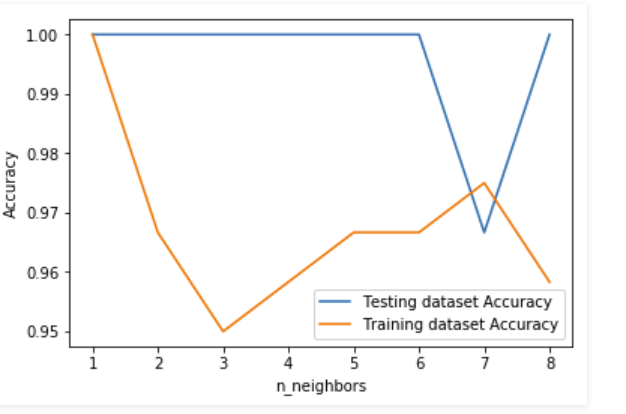 1.00
0.99
0.98
0.97
0.96
0.95
Accuracy
1 2 3 4 5 6 7 8
n_neighbors
Testing dataset Accuracy
Training dataset Accuracy